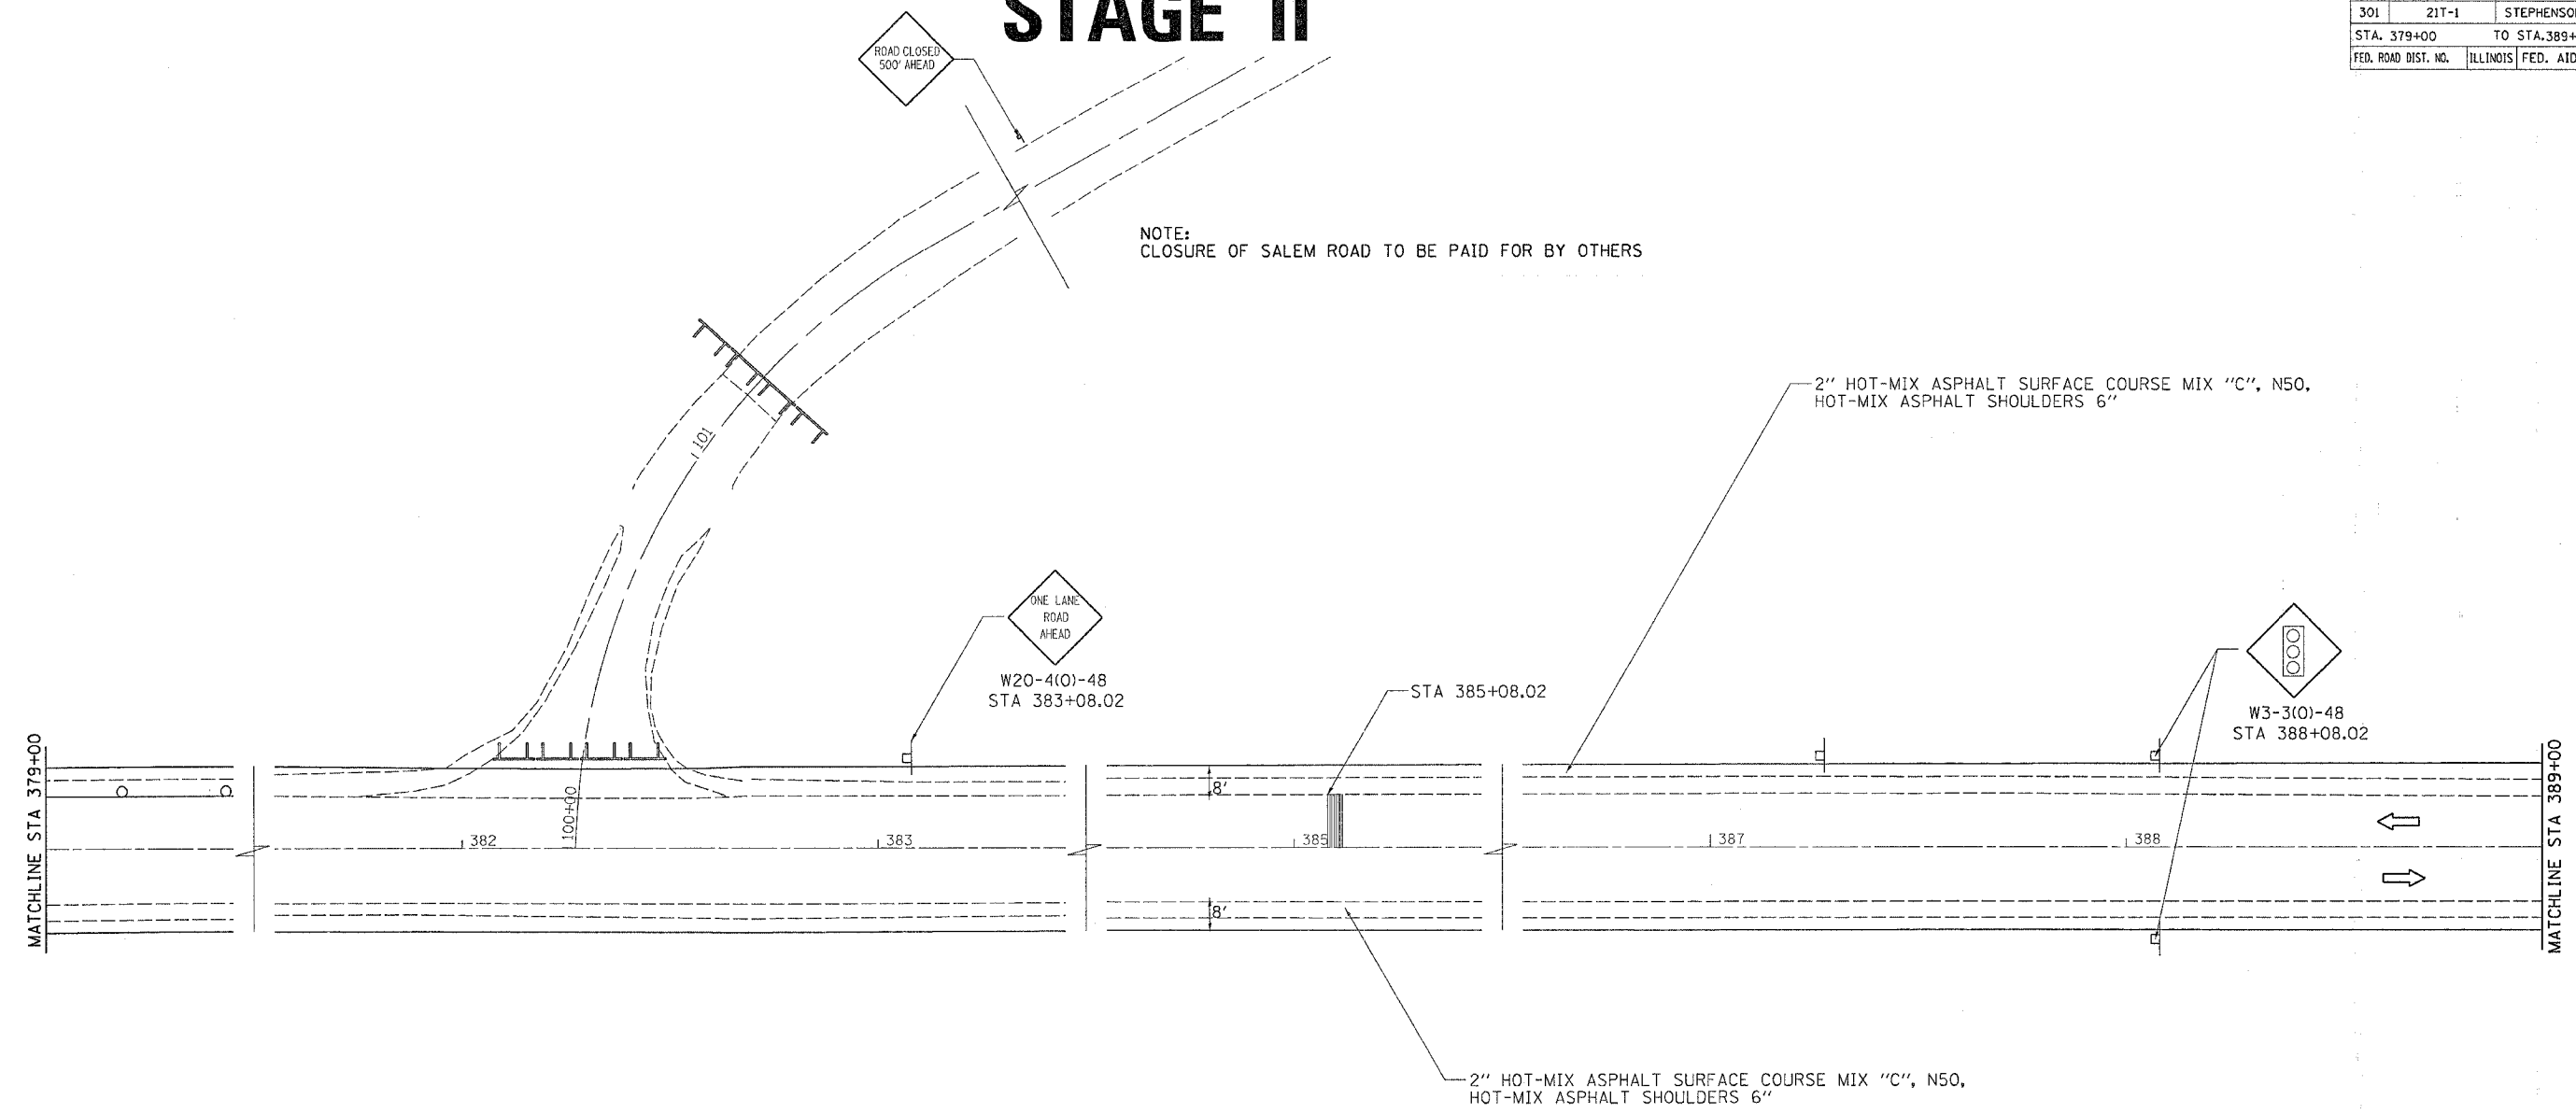 STAGE II
301 21T-1
STA. 379+00 TO STA.389+
FED. ROAD DIST. NO. ILLINOIS FED. AID
ROAD CLOSED
500' AHEAD
NOTE:
CLOSURE OF SALEM ROAD TO BE PAID FOR BY OTHERS
2" HOT-MIX ASPHALT SURFACE COURSE MIX "C", N50,
HOT-MIX ASPHALT SHOULDERS 6"
101
ONE LANE
ROAD
AHEAD
W20-4(O)-48
STA 383+08.02
STA 385+08.02
W3-3(O)-48
STA 388+08.02
MATCHLINE STA 379+00
100+00
382
383
8'
385
387
388
8'
MATCHLINE STA 389+00
2" HOT-MIX ASPHALT SURFACE COURSE MIX "C", N50,
HOT-MIX ASPHALT SHOULDERS 6"